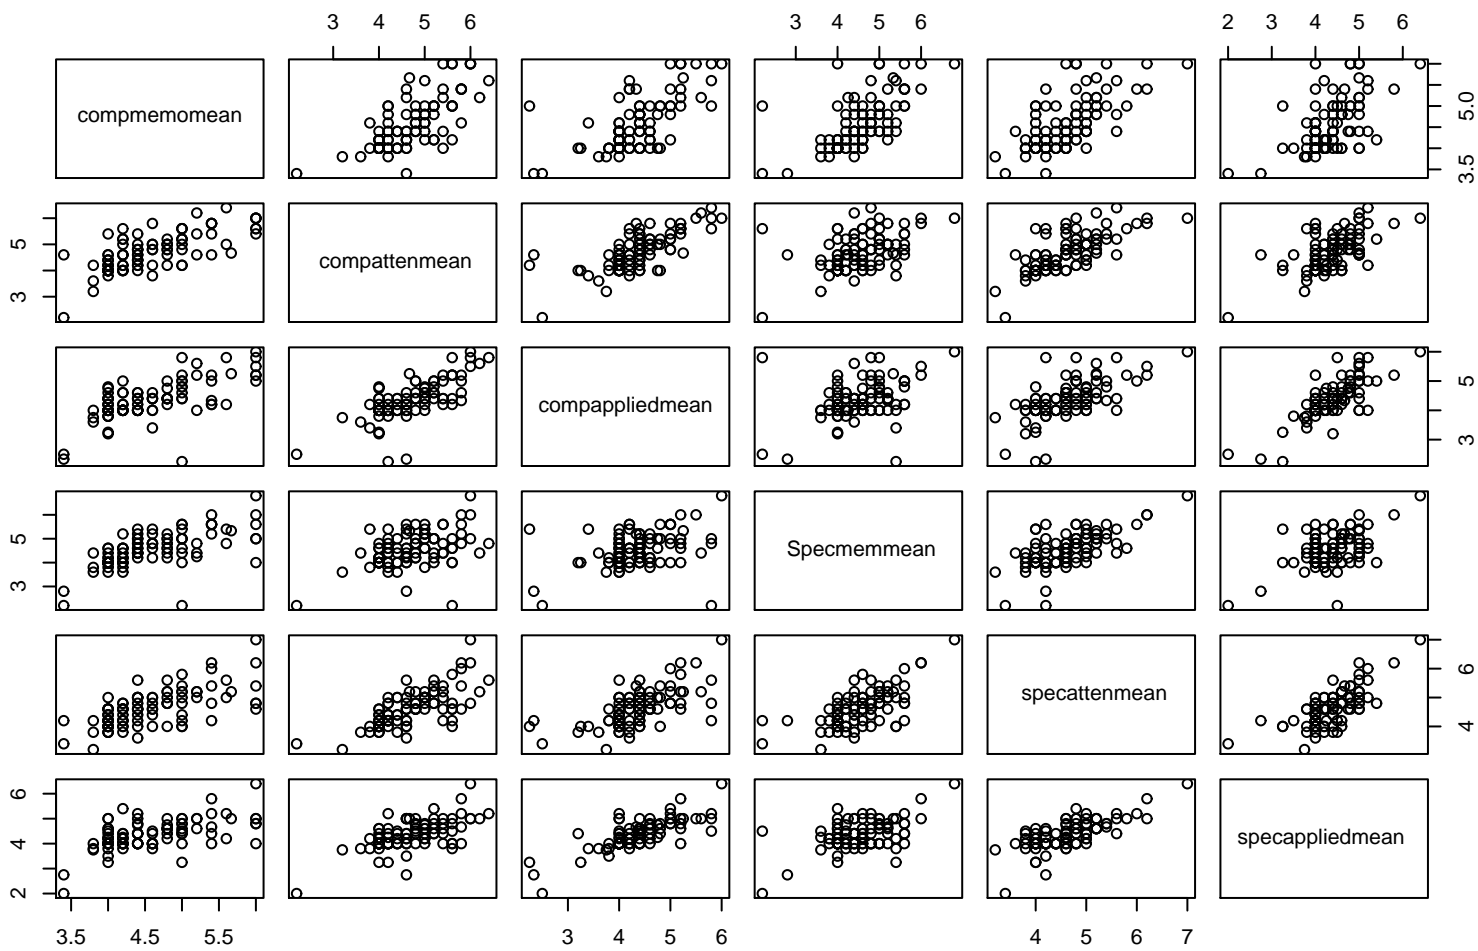 3 4 5 6 3 4 5 6 2 3 4 5 6
compmemomean 3.5 5.0
3 5 compattenmean
compappliedmean 3 5
3 5 Specmemmean
specattenmean 4 6
2 4 6 specappliedmean
3.5 4.5 5.5 3 4 5 6 4 5 6 7